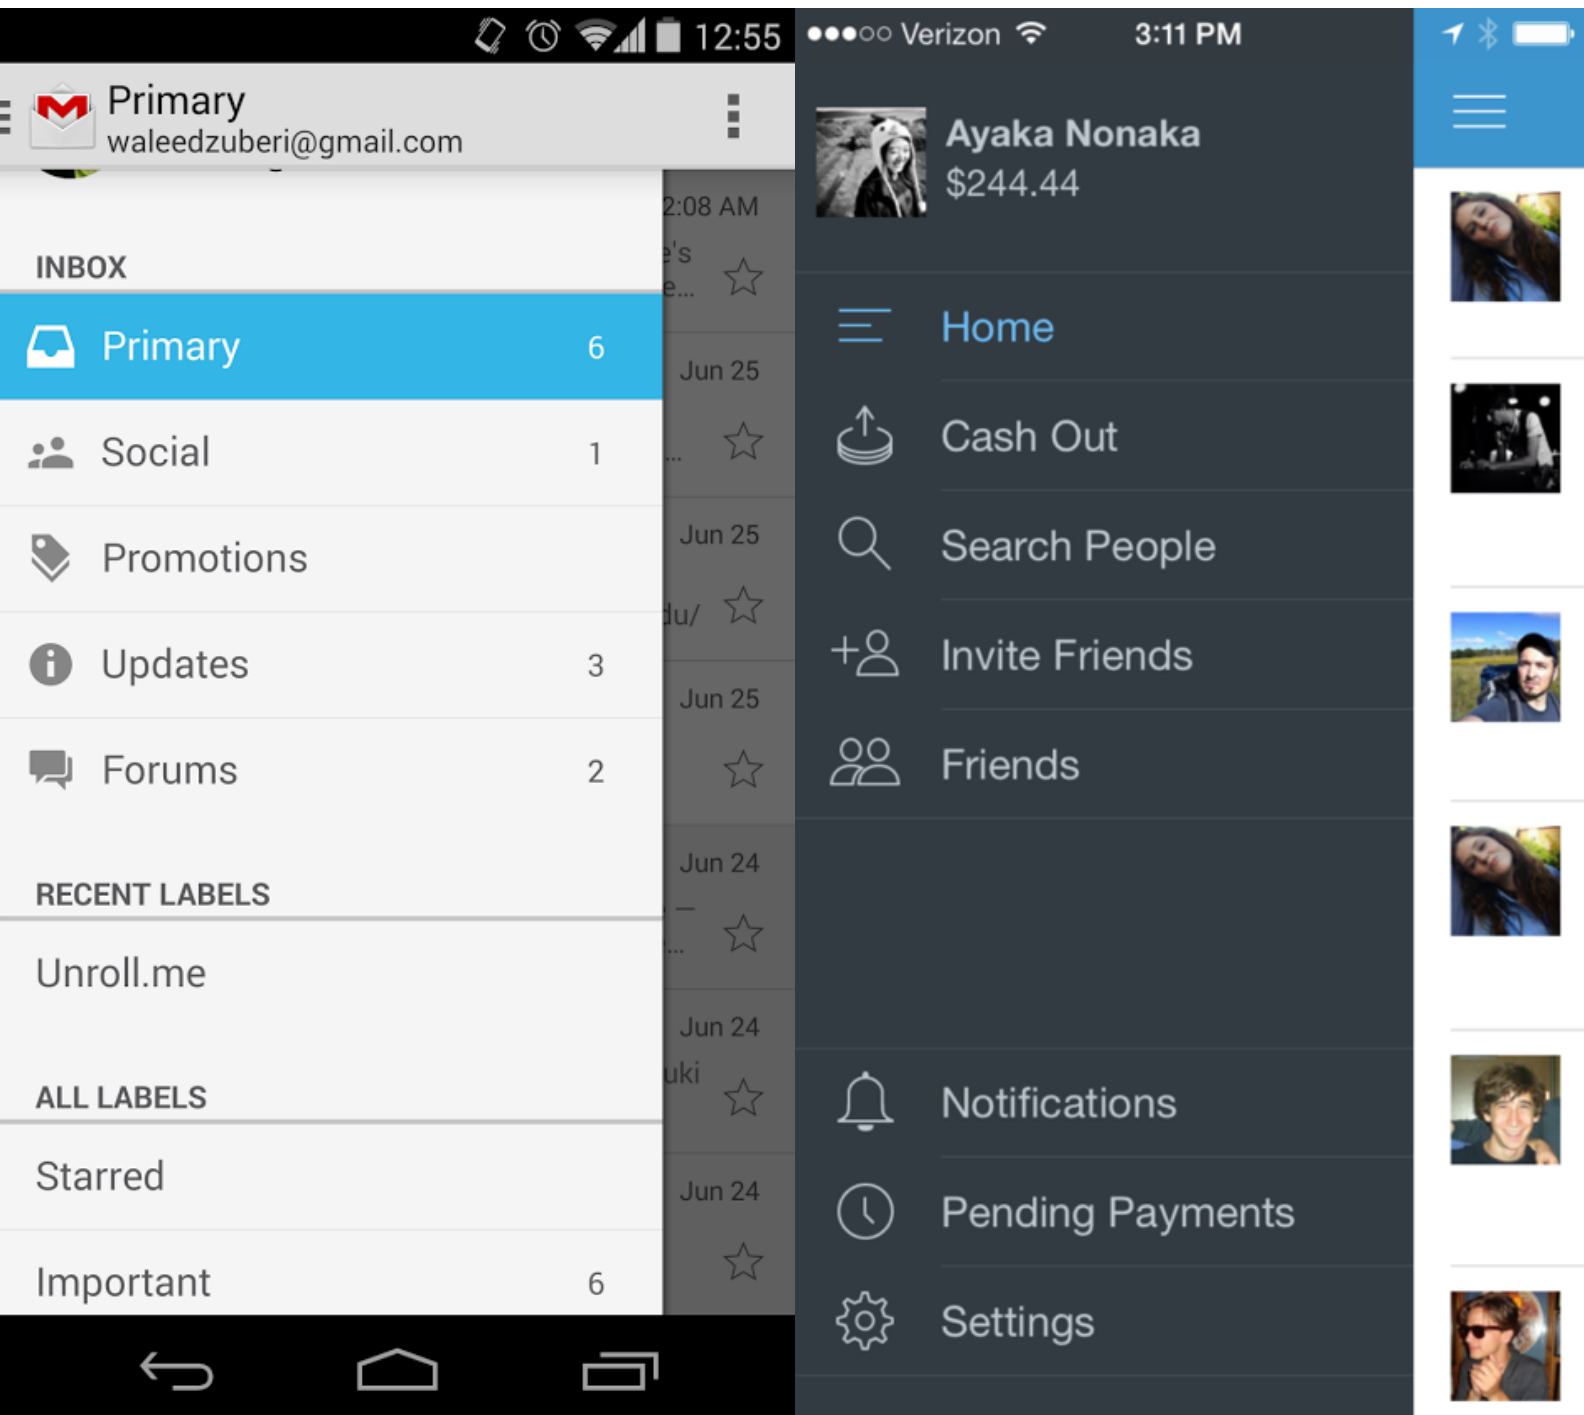 12:55
Primary
waleedzuberi@gmail.com
INBOX
Primary 6
Social 1
Promotions
Updates 3
Forums 2
RECENT LABELS
Unroll.me
ALL LABELS
Starred
Important 6
2:08 AM
e...
Jun 25
...
Jun 25
du/
Jun 25
Jun 24
—
...
Jun 24
uki
Jun 24
Verizon 3:11 PM
Ayaka Nonaka
$244.44
Home
Cash Out
Search People
Invite Friends
Friends
Notifications
Pending Payments
Settings